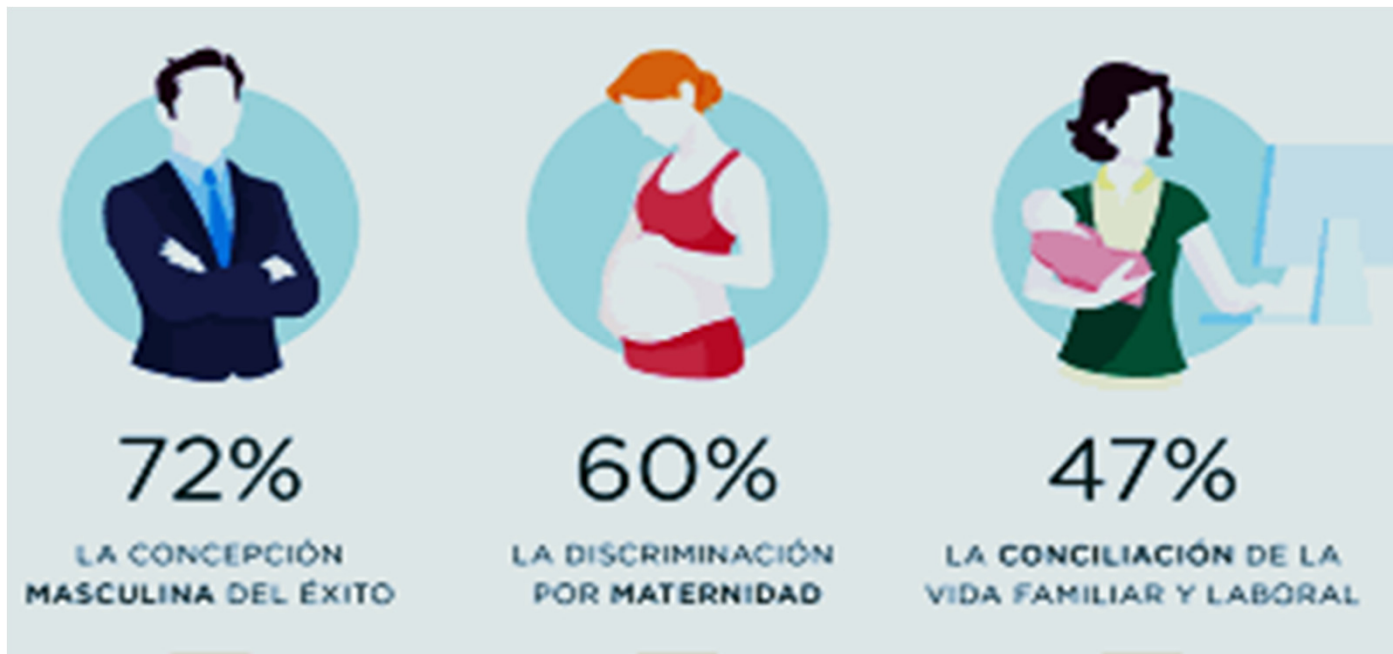 72%
LA CONCEPCIÓN
MASCULINA DEL ÉXITO
60%
LA DISCRIMINACIÓN
POR MATERNIDAD
47%
LA CONCILIACIÓN DE LA
VIDA FAMILIAR Y LABORAL